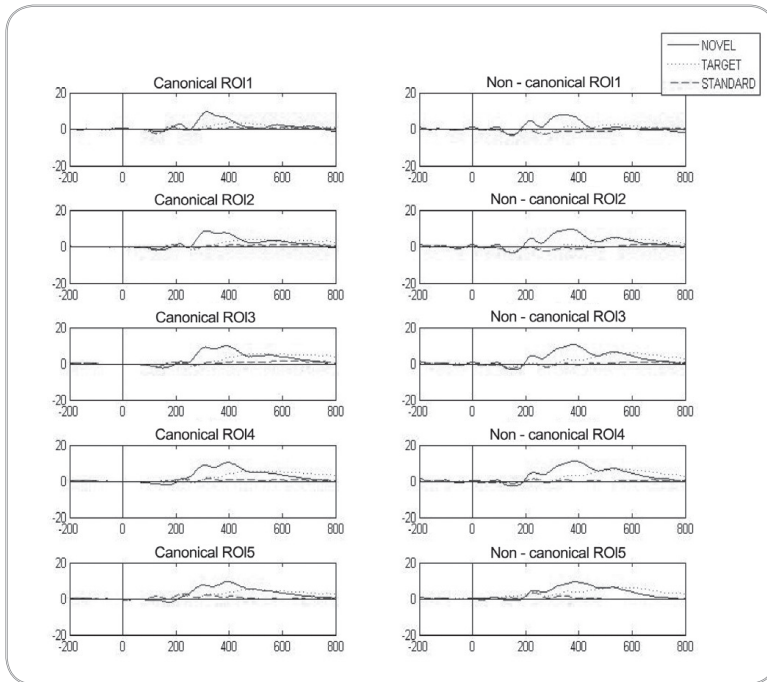 NOVEL
TARGET
STANDARD
Canonical ROI1
Non - canonical ROI1
20
0
-20
-200 0 200 400 600 800
20
0
-20
-200 0 200 400 600 800
Canonical ROI2
Non - canonical ROI2
20
0
-20
-200 0 200 400 600 800
20
0
-20
-200 0 200 400 600 800
Canonical ROI3
Non - canonical ROI3
20
0
-20
-200 0 200 400 600 800
20
0
-20
-200 0 200 400 600 800
Canonical ROI4
Non - canonical ROI4
20
0
-20
-200 0 200 400 600 800
20
0
-20
-200 0 200 400 600 800
Canonical ROI5
Non - canonical ROI5
20
0
-20
-200 0 200 400 600 800
20
0
-20
-200 0 200 400 600 800